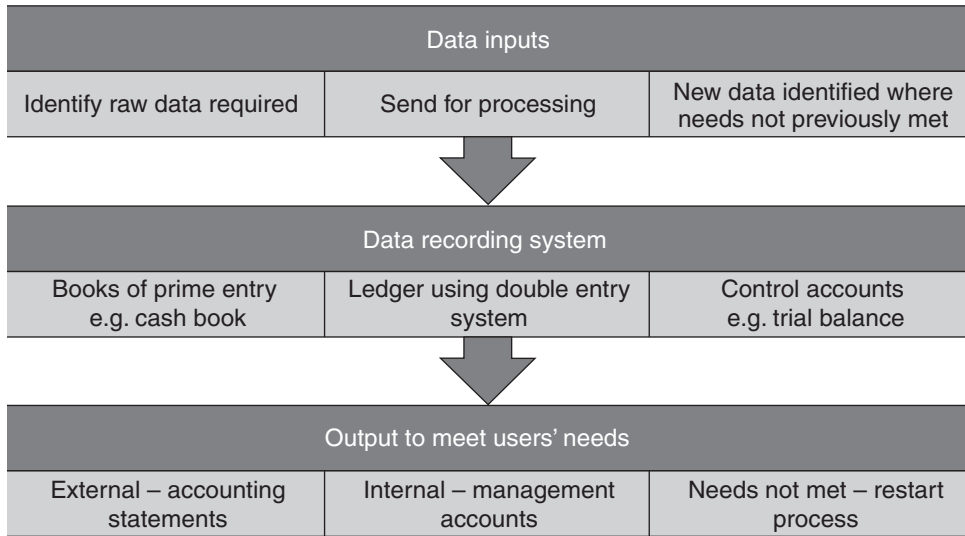 Data inputs
Identify raw data required
Send for processing
New data identified where
needs not previously met
Data recording system
Books of prime entry
e.g. cash book
Ledger using double entry
system
Control accounts
e.g. trial balance
Output to meet users’ needs
External – accounting
statements
Internal – management
accounts
Needs not met – restart
process